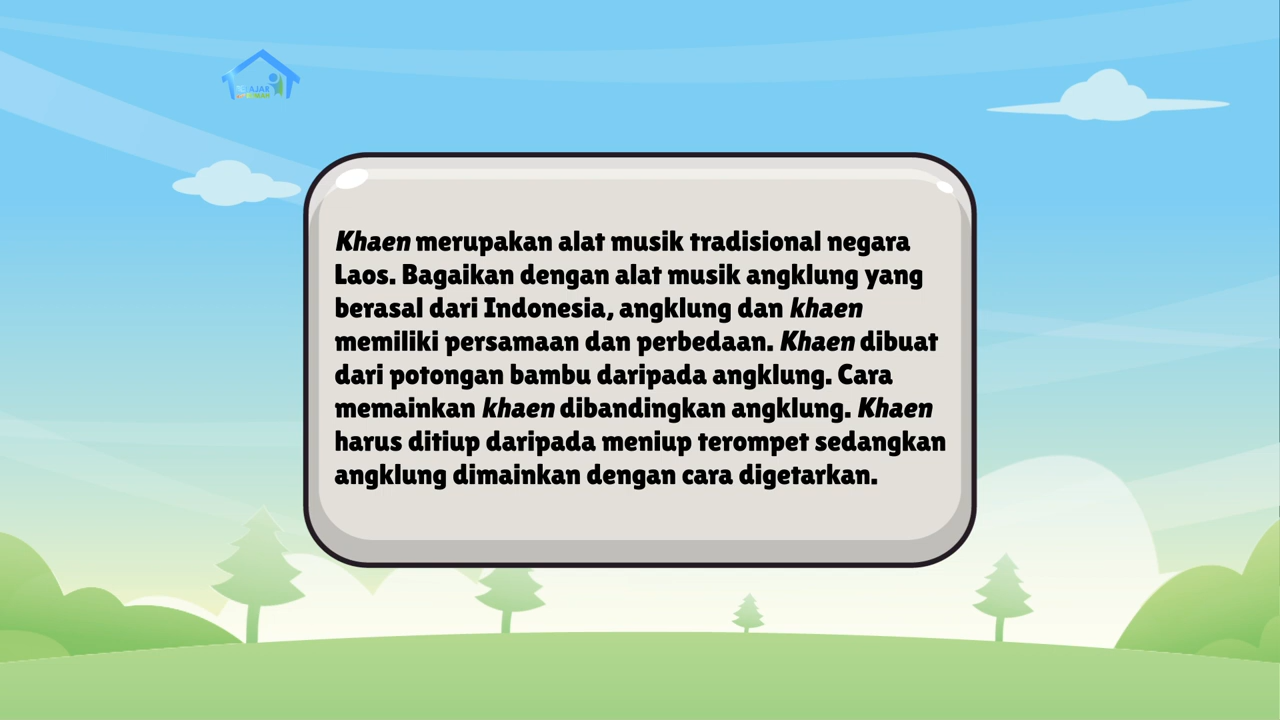 AJAR
Khaen merupakan alat musik tradisional negara
Laos. Bagaikan dengan alat musik angklung yang
berasal dari Indonesia, angklung dan khaen
memiliki persamaan dan perbedaan. Khaen dibuat
dari potongan bambu daripada angklung. Cara
memainkan khaen dibandingkan angklung. Khaen
harus ditiup daripada meniup terompet sedangkan
angklung dimainkan dengan cara digetarkan.